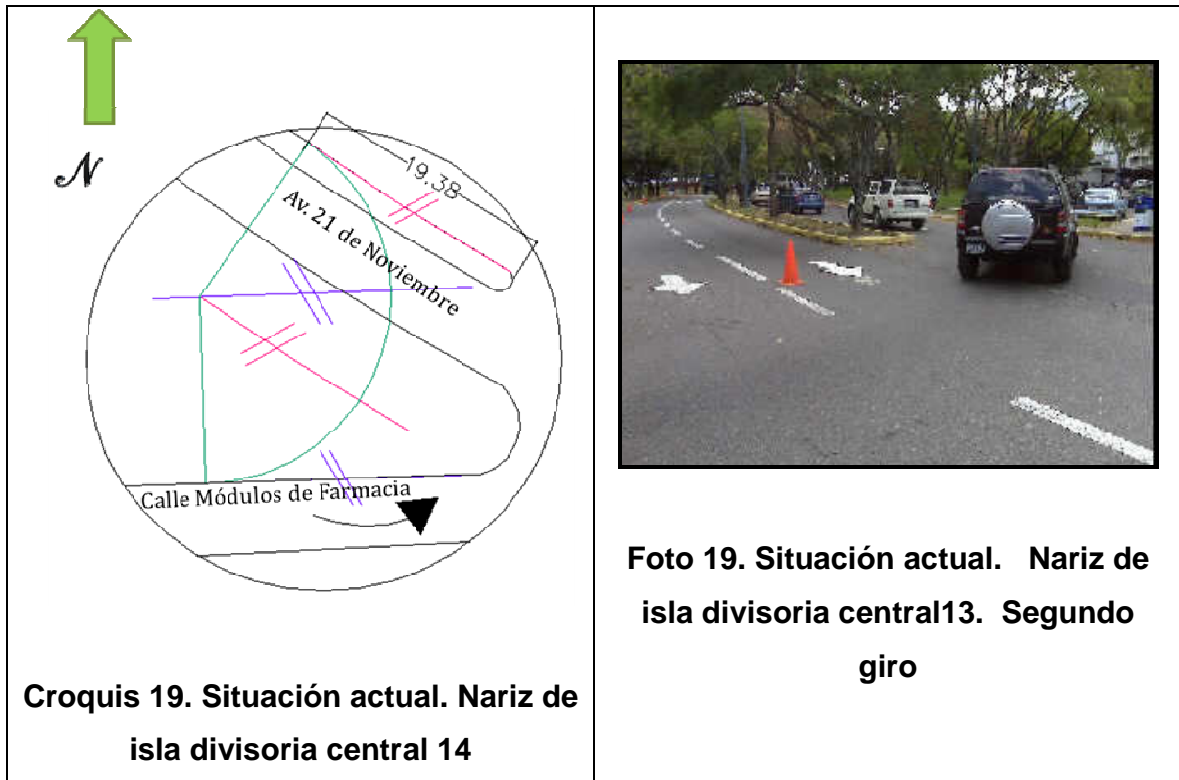 N
19.38
Av. 21 de Noviembre
Calle Módulos de Farmacia
Croquis 19. Situación actual. Nariz de
isla divisoria central 14
Foto 19. Situación actual. Nariz de
isla divisoria central13. Segundo
giro